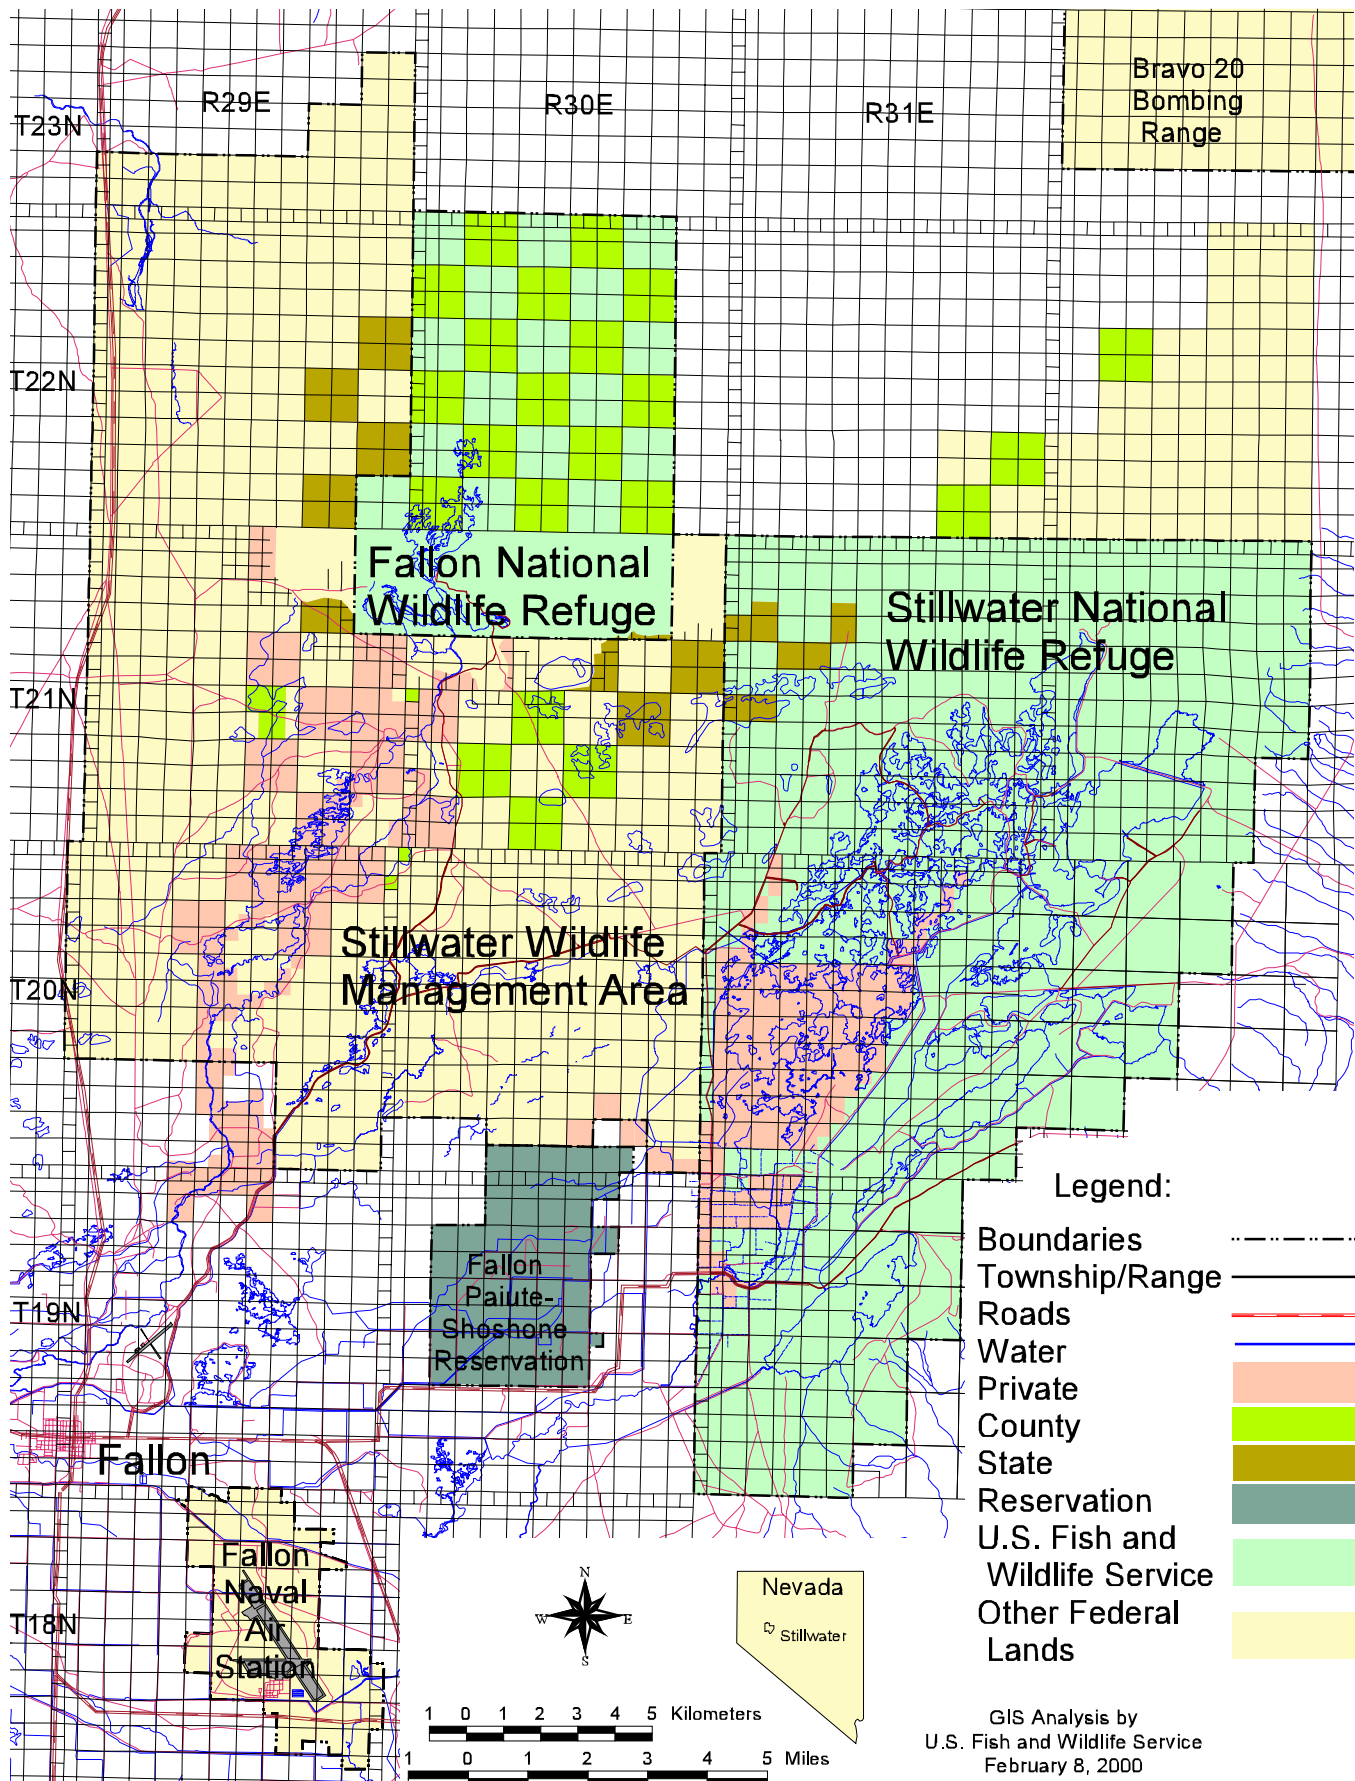 Bravo 20
Bombing
Range
R29E
R30E
R31E
T23N
T22N
Fallon National
Wildlife Refuge
Stillwater National
Wildlife Refuge
T21N
Stillwater Wildlife
Management Area
T20N
Legend:
Boundaries
Township/Range
Roads
Water
Private
County
State
Reservation
U.S. Fish and
Wildlife Service
Other Federal
Lands
Fallon
Paiute-
Shoshone
Reservation
T19N
Fallon
Fallon
Naval
Air
Station
T18N
N
W
E
S
Nevada
Stillwater
1 0 1 2 3 4 5 Kilometers
1 0 1 2 3 4 5 Miles
GIS Analysis by
U.S. Fish and Wildlife Service
February 8, 2000